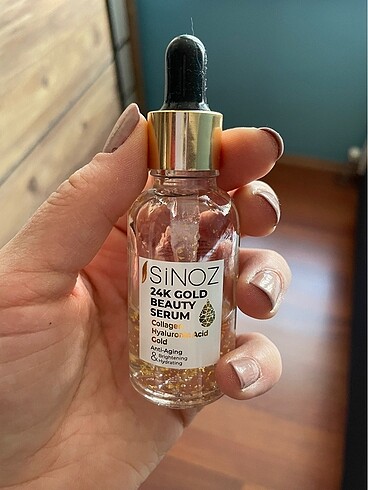 SiNOZ
24K GOLD
BEAUTY
SERUM
Collagen
Hyaluronic Acid
Gold
Anti-Aging
& Brightening
Hydrating